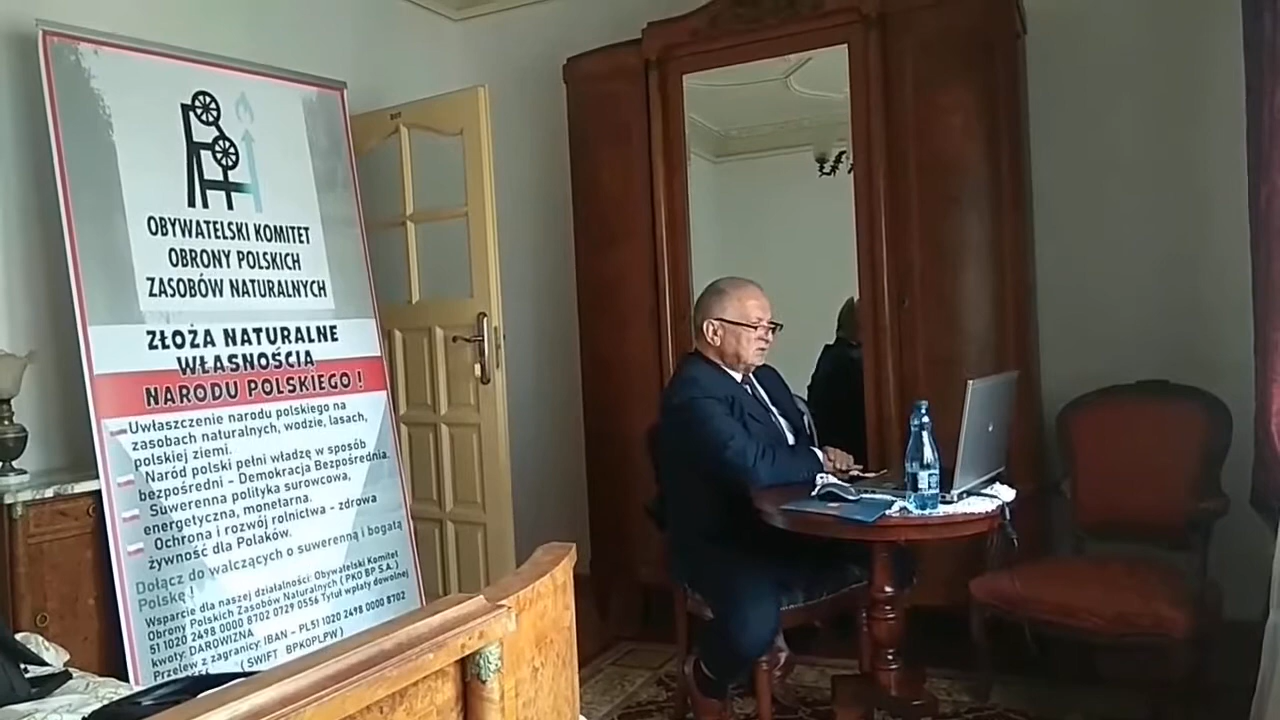 OBYWATELSKI KOMITET
OBRONY POLSKICH
ZASOBÓW NATURALNYCH
ZŁOŻA NATURALNE
WŁASNOŚCIĄ
NARODU POLSKIEGO !
Uwłaszczenie narodu polskiego na
zasobach naturalnych, wodzie, lasach,
polskiej ziemi.
Naród polski pełni władzę w sposób
bezpośredni - Demokracja Bezpośrednia.
Suwerenna polityka surowcowa,
energetyczna, monetarna.
Ochrona i rozwój rolnictwa - zdrowa
żywność dla Polaków.
Dołącz do walczących o suwerenną i bogatą
Polskę !
Wsparcie dla naszej działalności: Obywatelski Komitet
Obrony Polskich Zasobów Naturalnych ( PKO BP S.A. )
51 1020 2498 0000 8702 0729 0556 Tytuł wpłaty dowolnej
kwoty: DAROWIZNA
Przelew z zagranicy: IBAN - PL51 1020 2498 0000 8702
( SWIFT BPKOPLPW )